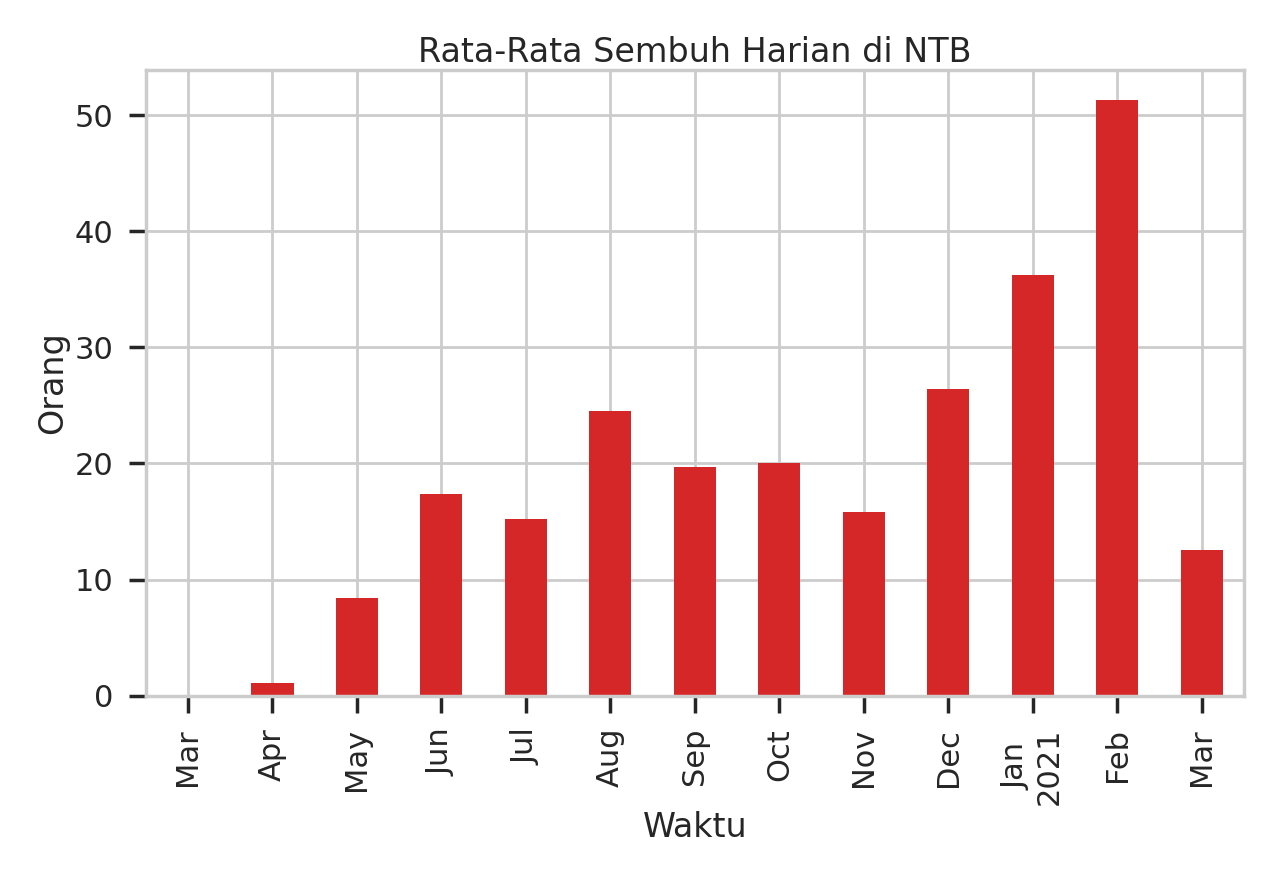 Rata-Rata Sembuh Harian di NTB
50
40
30
20
10
0
Orang
Mar
Apr
May
Jun
Jul
Aug
Sep
Oct
Nov
Dec
Jan
2021
Feb
Mar
Waktu